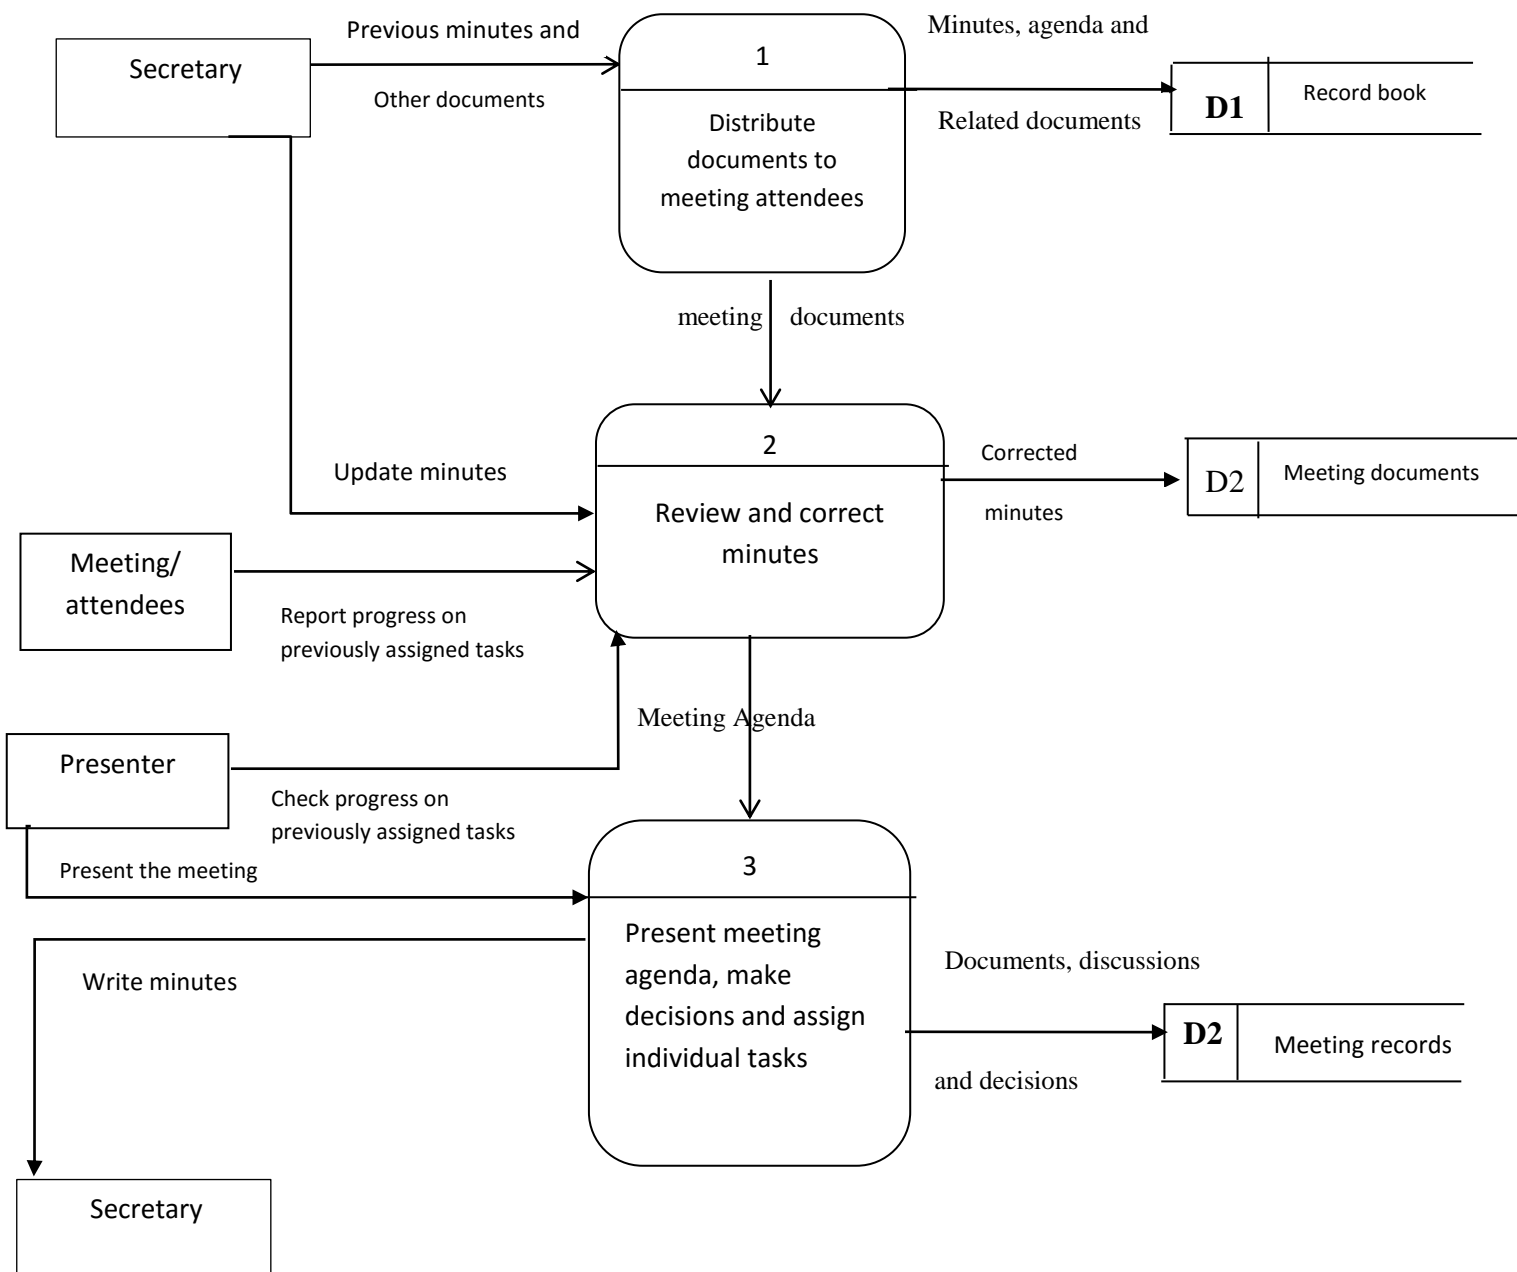 Previous minutes and
Minutes, agenda and
Secretary
1
Other documents
Record book
D1
Related documents
Distribute
documents to
meeting attendees
meeting documents
2
Corrected
Update minutes
Meeting documents
D2
minutes
Review and correct
minutes
Meeting/
attendees
Report progress on
previously assigned tasks
Meeting Agenda
Presenter
Check progress on
previously assigned tasks
3
Present the meeting
Present meeting
agenda, make
decisions and assign
individual tasks
Write minutes
Documents, discussions
D2
Meeting records
and decisions
Secretary